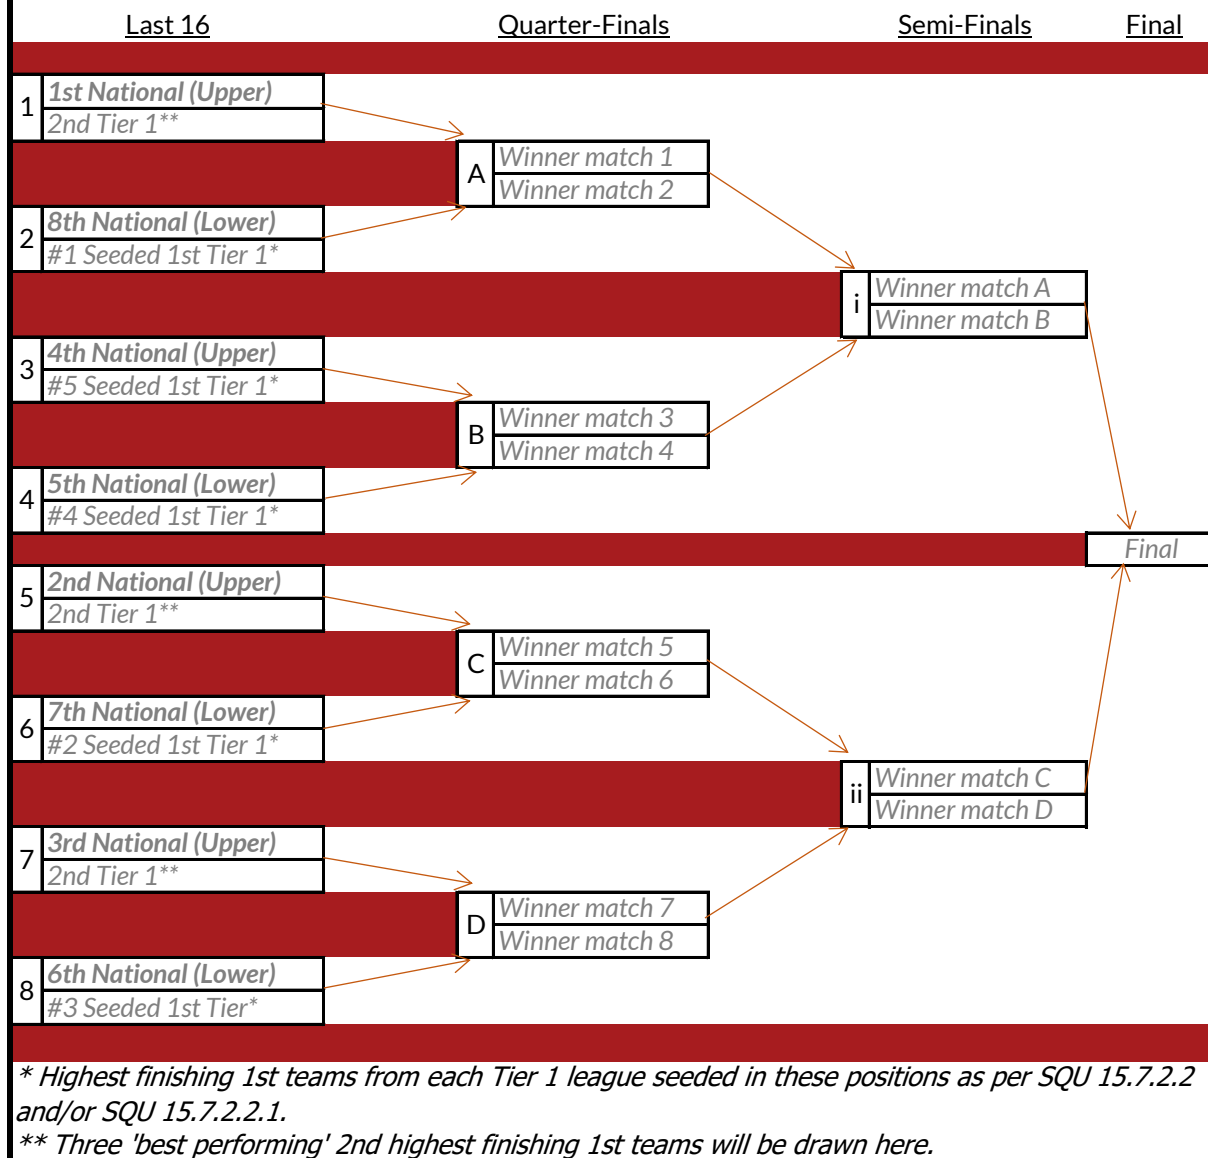 Last 16 Quarter-Finals Semi-Finals Final
1 1st National (Upper)
2nd Tier 1**
A Winner match 1
Winner match 2
2 8th National (Lower)
#1 Seeded 1st Tier 1*
i Winner match A
Winner match B
3 4th National (Upper)
#5 Seeded 1st Tier 1*
B Winner match 3
Winner match 4
4 5th National (Lower)
#4 Seeded 1st Tier 1*
Final
5 2nd National (Upper)
2nd Tier 1**
C Winner match 5
Winner match 6
6 7th National (Lower)
#2 Seeded 1st Tier 1*
ii Winner match C
Winner match D
7 3rd National (Upper)
2nd Tier 1**
D Winner match 7
Winner match 8
8 6th National (Lower)
#3 Seeded 1st Tier*
* Highest finishing 1st teams from each Tier 1 league seeded in these positions as per SQU 15.7.2.2
and/or SQU 15.7.2.2.1.
** Three 'best performing' 2nd highest finishing 1st teams will be drawn here.